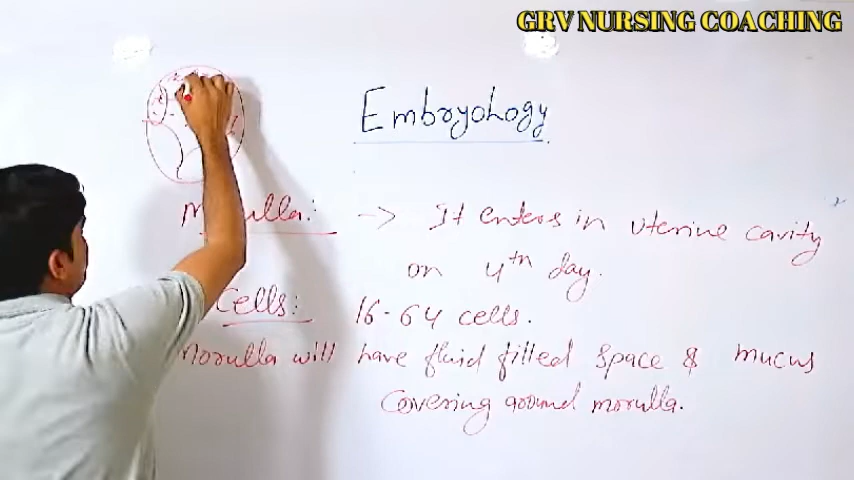 GRV NURSING COACHING
Embryology
Morulla: -> It enters in uterine cavity
on 4th day.
Cells: 16-64 cells.
Morulla will have fluid filled space & mucus
Covering around morulla.